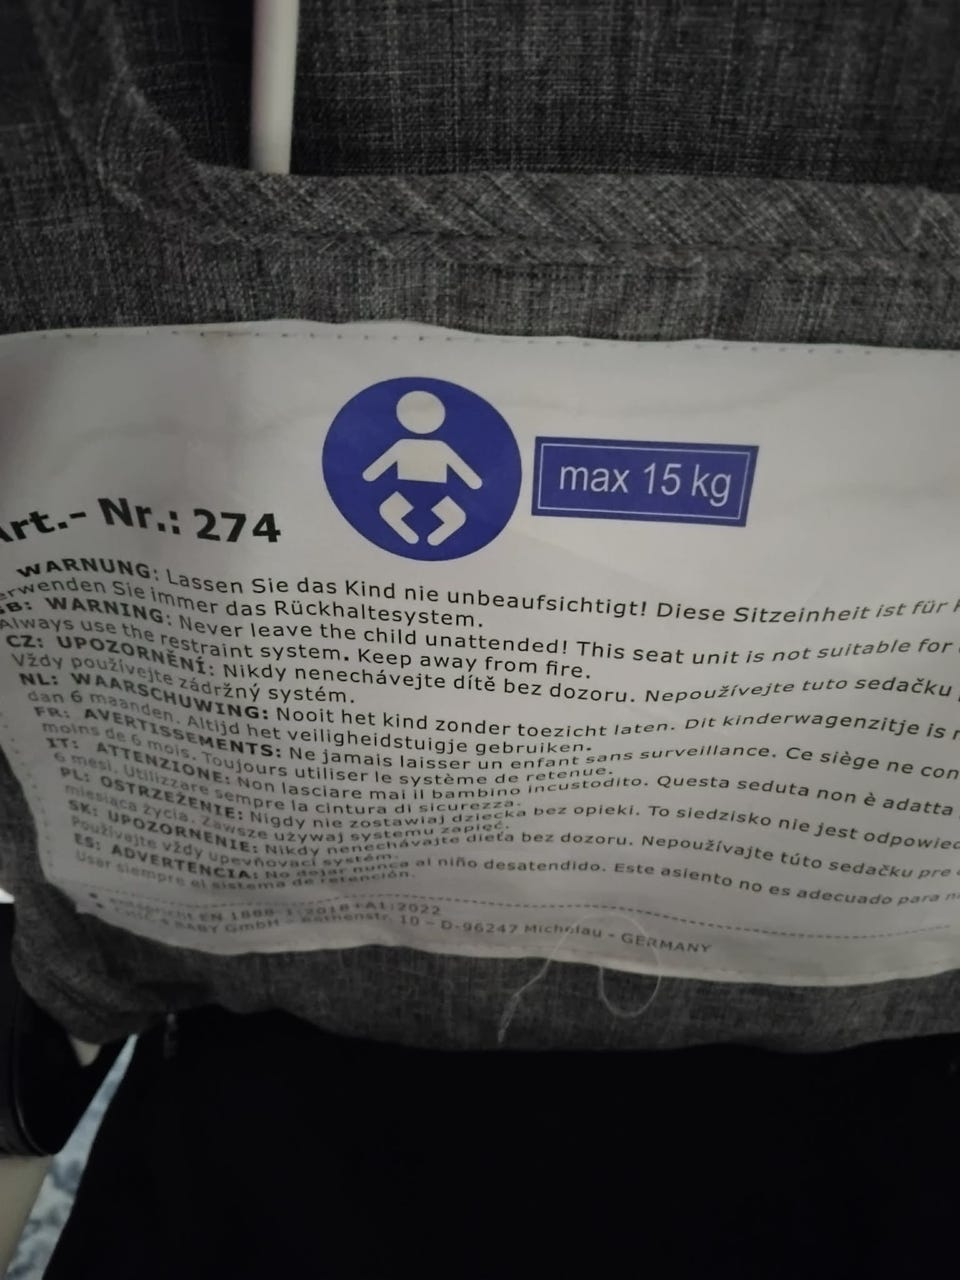 max 15 kg
Art.- Nr.: 274
WARNUNG: Lassen Sie das Kind nie unbeaufsichtigt! Diese Sitzeinheit ist für
Sie immer das Rückhaltesystem.
GB: WARNING: Never leave the child unattended! This seat unit is not suitable for
Always use the restraint system. Keep away from fire.
CZ: UPOZORNĚNÍ: Nikdy nenechávejte dítě bez dozoru. Nepoužívejte tuto sedačku
Vždy používejte zádržný systém.
NL: WAARSCHUWING: Nooit het kind zonder toezicht laten. Dit kinderwagenzitje is
dan 6 maanden. Altijd het veiligheidstuigje gebruiken.
FR: AVERTISSEMENTS: Ne jamais laisser un enfant sans surveillance. Ce siège ne
moins de 6 mois. Toujours utiliser le système de retenue.
IT: ATTENZIONE: Non lasciare mai il bambino incustodito. Questa seduta non è adatta
6 mesi. Utilizzare sempre la cintura di sicurezza.
PL: OSTRZEŻENIE: Nigdy nie zostawiaj dziecka bez opieki. To siedzisko nie jest
miesiąca życia. Zawsze używaj systemu zapięć.
SK: UPOZORNENIE: Nikdy nenechávajte dieťa bez dozoru. Nepoužívajte túto sedačku pre
Používajte vždy upevňovací systém.
ES: ADVERTENCIA: No dejar nunca al niño desatendido. Este asiento no es adecuado para
User siempre el sistema de retención.
EN 1888-1:2018+A1:2022
BABY GmbH - 10 - D-96247 Michelau - GERMANY